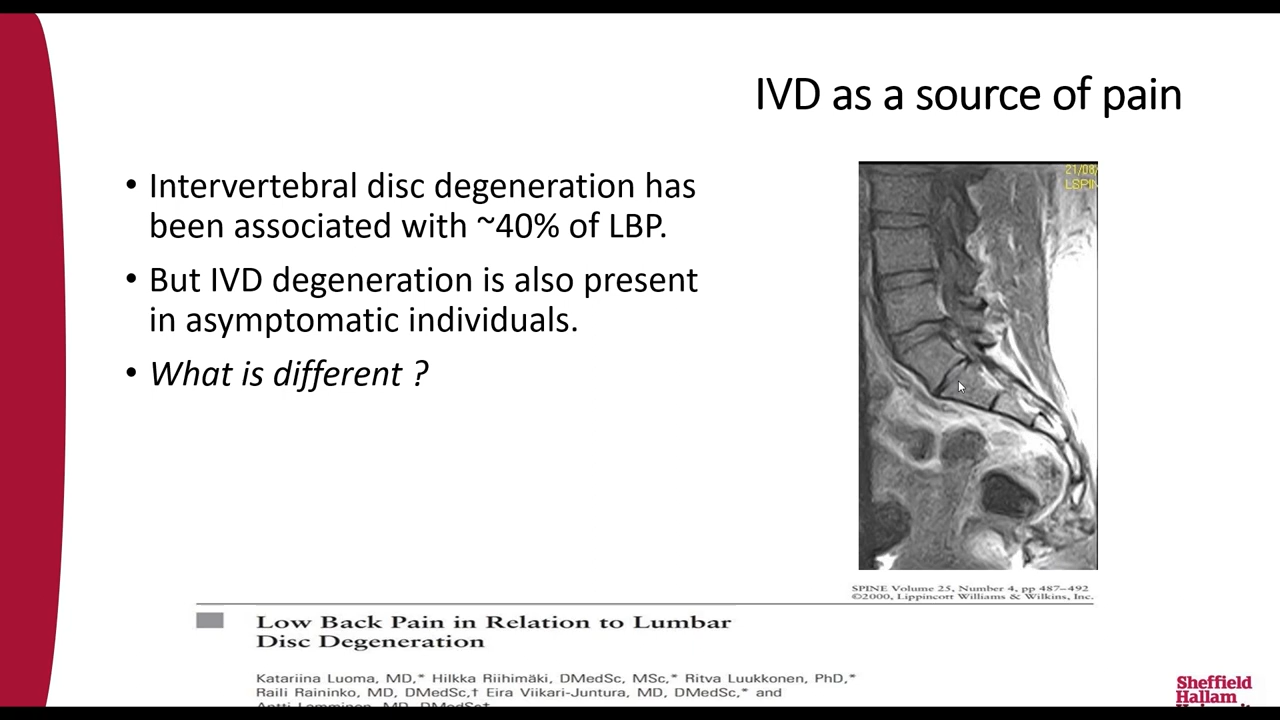 IVD as a source of pain
• Intervertebral disc degeneration has
been associated with ~40% of LBP.
• But IVD degeneration is also present
in asymptomatic individuals.
• What is different ?
21/08/
LSPIN
SPINE Volume 25, Number 4, pp 487–492
©2000, Lippincott Williams & Wilkins, Inc.
Low Back Pain in Relation to Lumbar
Disc Degeneration
Katariina Luoma, MD,* Hilkka Riihimäki, DMedSc, MSc,* Ritva Luukkonen, PhD,*
Raili Raininko, MD, DMedSc,† Eira Viikari-Juntura, MD, DMedSc,* and
Sheffield
Hallam